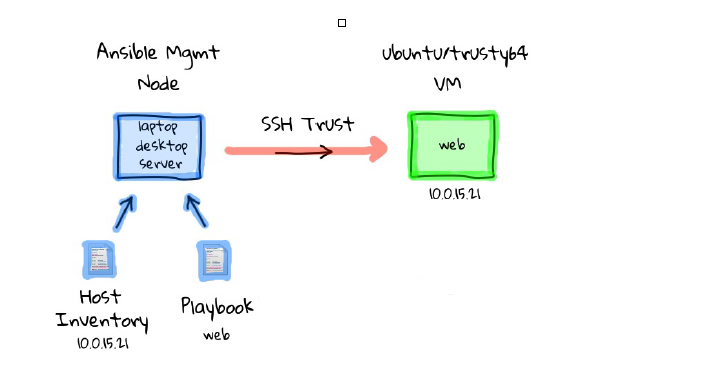 Ansible Mgmt
Node
ubuntu/trusty64
VM
laptop
desktop
server
SSH Trust
web
10.0.15.21
Host
Inventory
10.0.15.21
Playbook
web